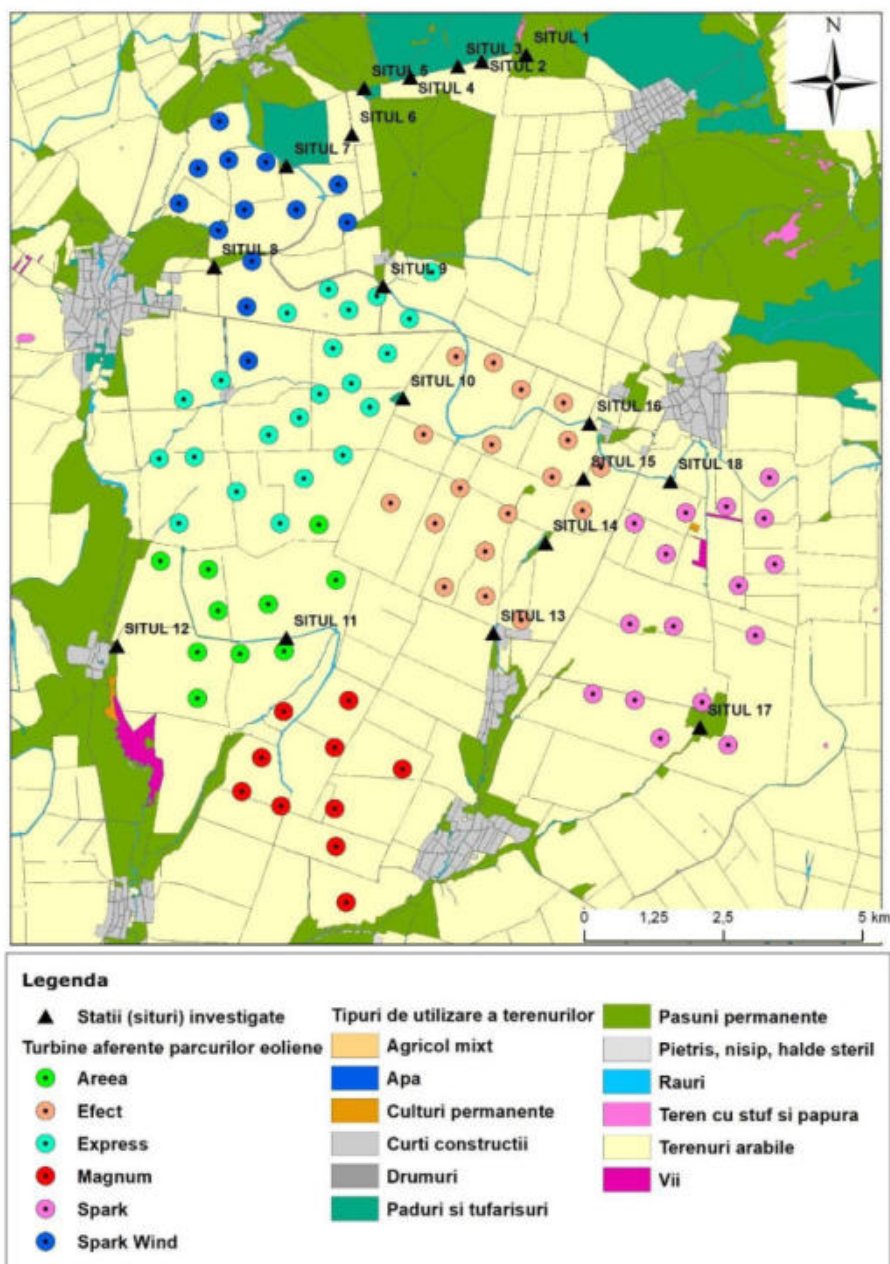 N
SITUL 1
SITUL 3
SITUL 2
SITUL 5
SITUL 4
SITUL 6
SITUL 7
SITUL 8
SITUL 9
SITUL 10
SITUL 16
SITUL 15
SITUL 18
SITUL 14
SITUL 13
SITUL 12
SITUL 11
SITUL 17
0 1,25 2,5 5 km
Legenda
Statii (situri) investigate
Turbine aferente parcurilor eoliene
Areea
Efect
Express
Magnum
Spark
Spark Wind
Tipuri de utilizare a terenurilor
Agricol mixt
Apa
Culturi permanente
Curti constructii
Drumuri
Paduri si tufarisuri
Pasuni permanente
Pietris, nisip, halde steril
Rauri
Teren cu stuf si papura
Terenuri arabile
Vii